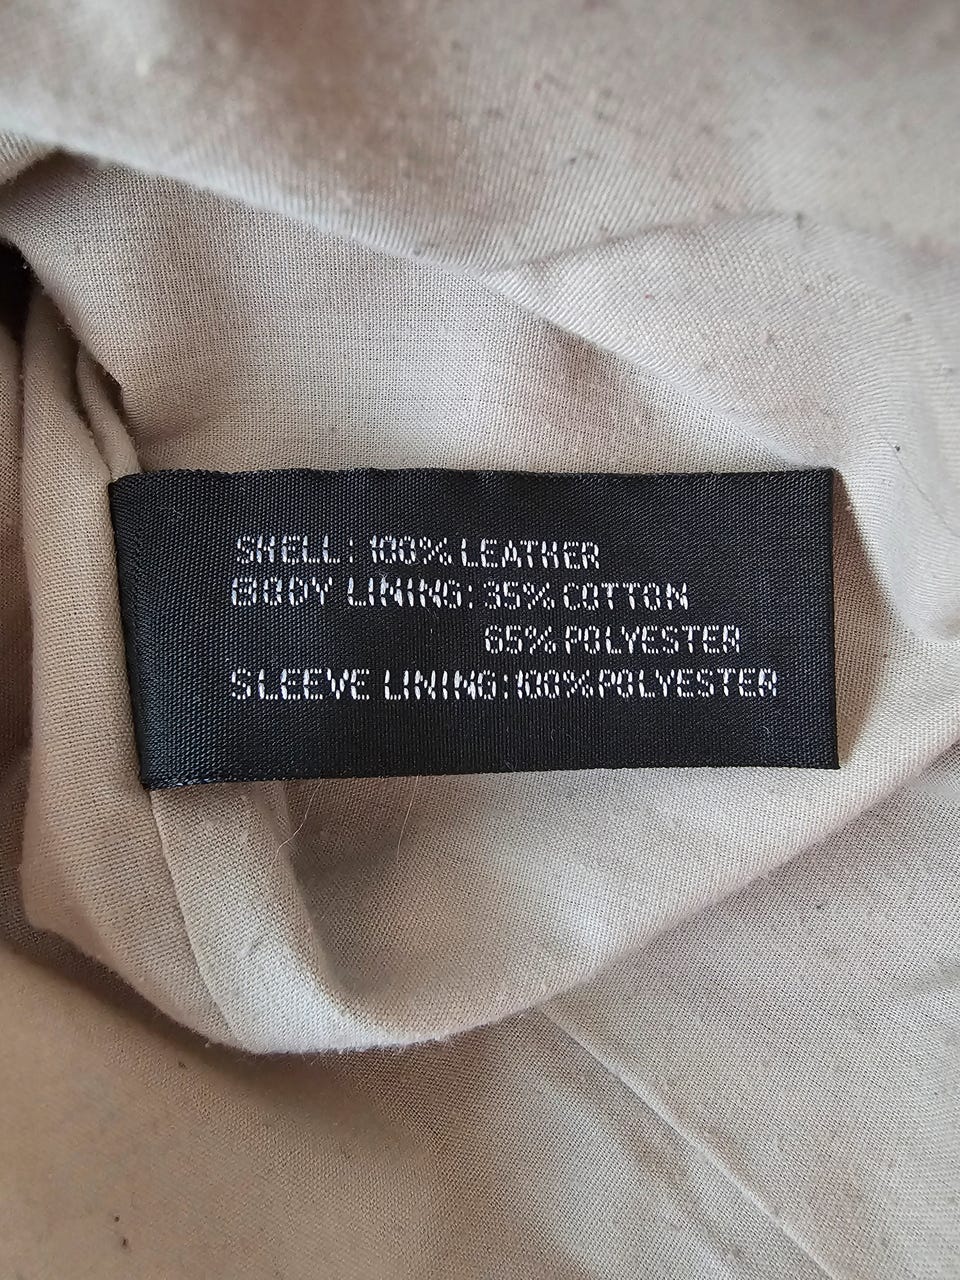 SHELL: 100% LEATHER
BODY LINING: 35% COTTON
65% POLYESTER
SLEEVE LINING: 100% POLYESTER